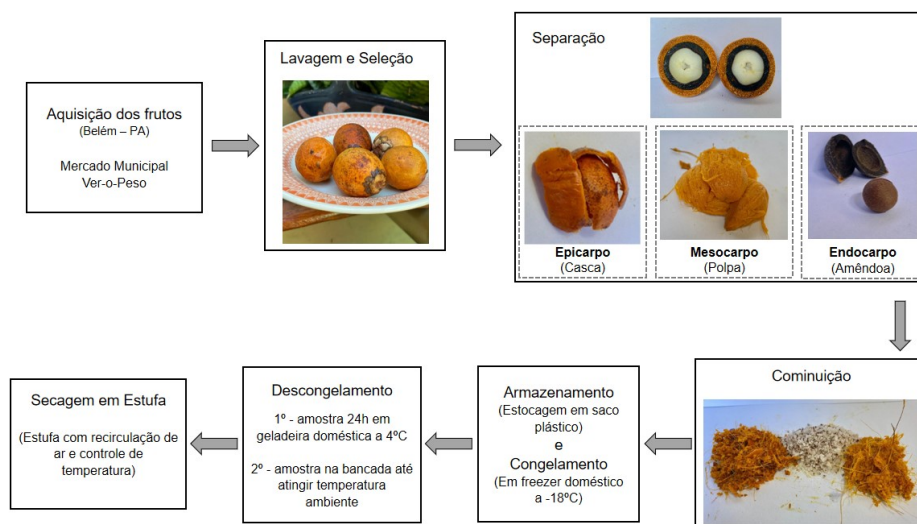 Aquisição dos frutos
(Belém – PA)
Mercado Municipal
Ver-o-Peso
Lavagem e Seleção
Separação
Epicarpo
(Casca)
Mesocarpo
(Polpa)
Endocarpo
(Amêndoa)
Cominuição
Armazenamento
(Estocagem em saco
plástico)
e
Congelamento
(Em freezer doméstico
a -18ºC)
Descongelamento
1º - amostra 24h em
geladeira doméstica a 4ºC
2º - amostra na bancada até
atingir temperatura
ambiente
Secagem em Estufa
(Estufa com recirculação de
ar e controle de
temperatura)